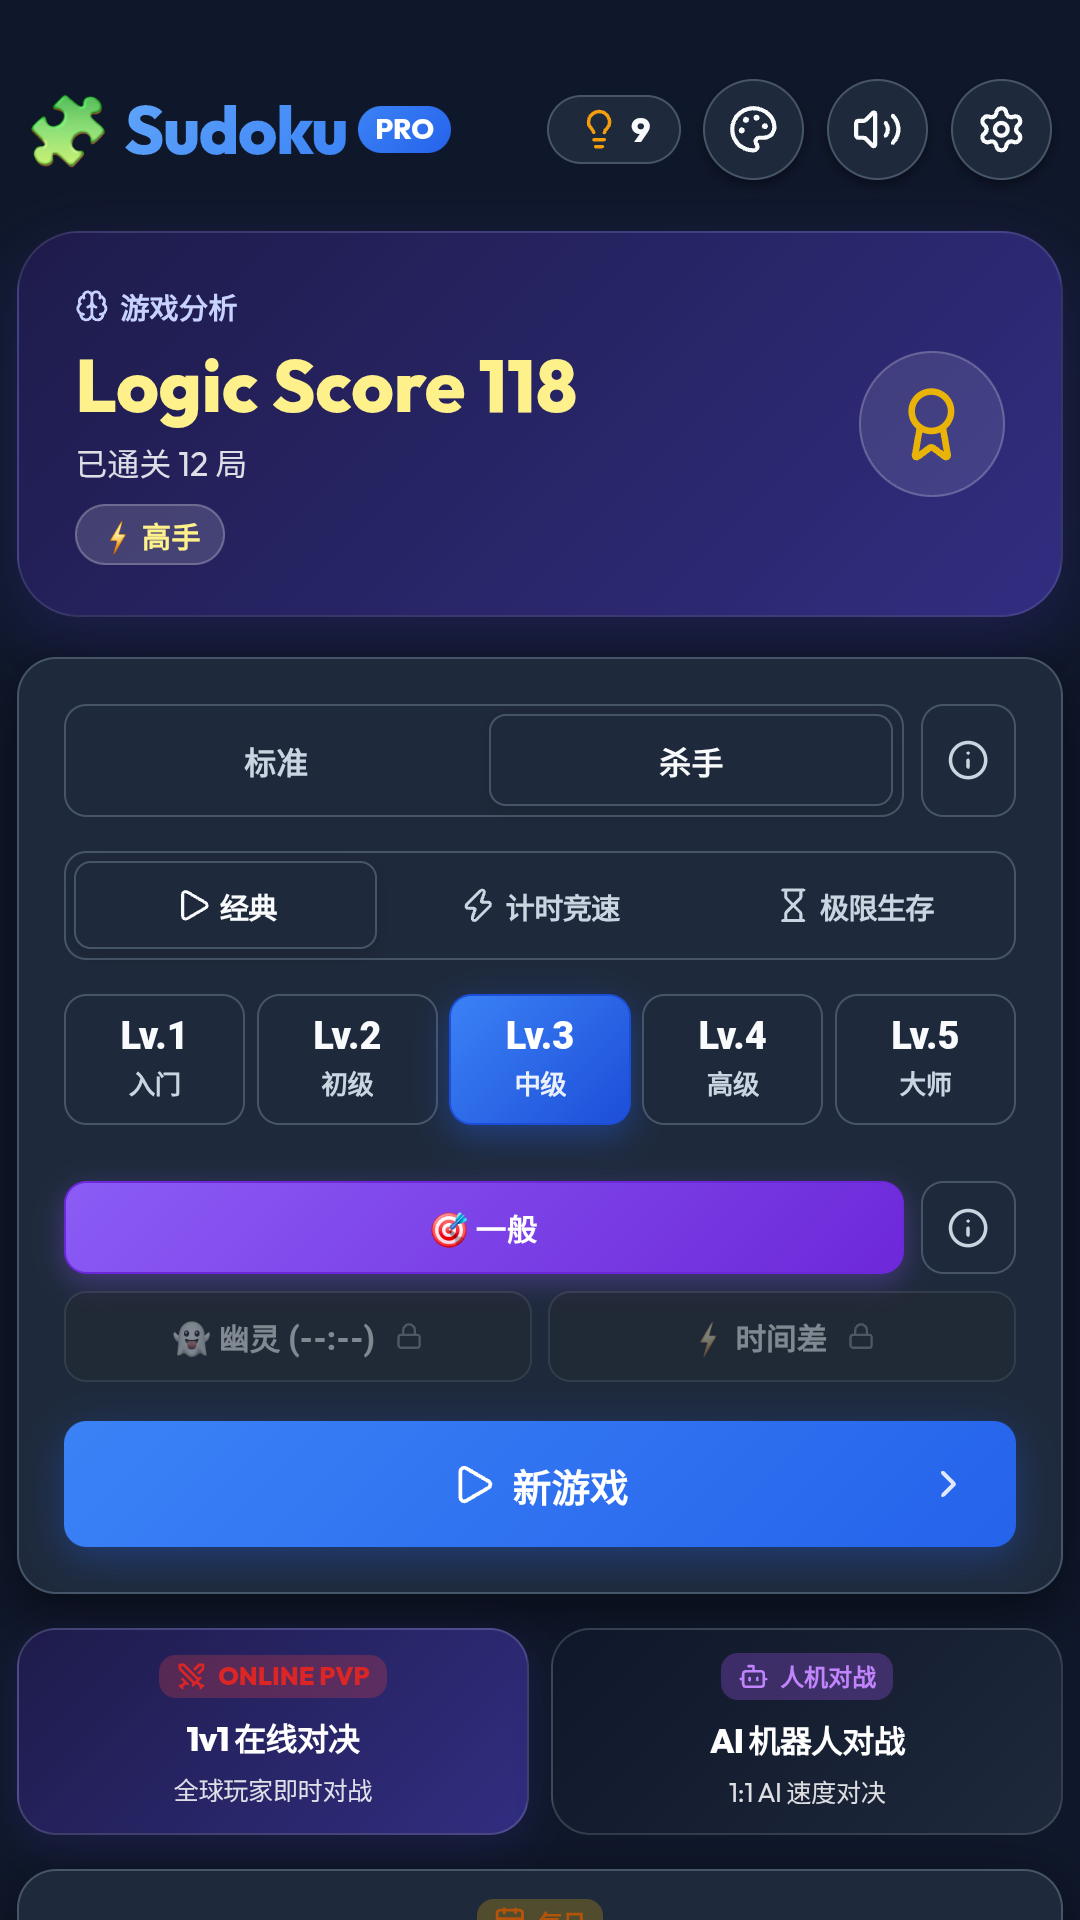 Sudoku PRO
9
游戏分析
Logic Score 118
已通关 12 局
高手
标准
杀手
经典
计时竞速
极限生存
Lv.1
入门
Lv.2
初级
Lv.3
中级
Lv.4
高级
Lv.5
大师
一般
幽灵 (--:--)
时间差
新游戏
ONLINE PVP
1v1 在线对决
全球玩家即时对战
人机对战
AI 机器人对战
1:1 AI 速度对决